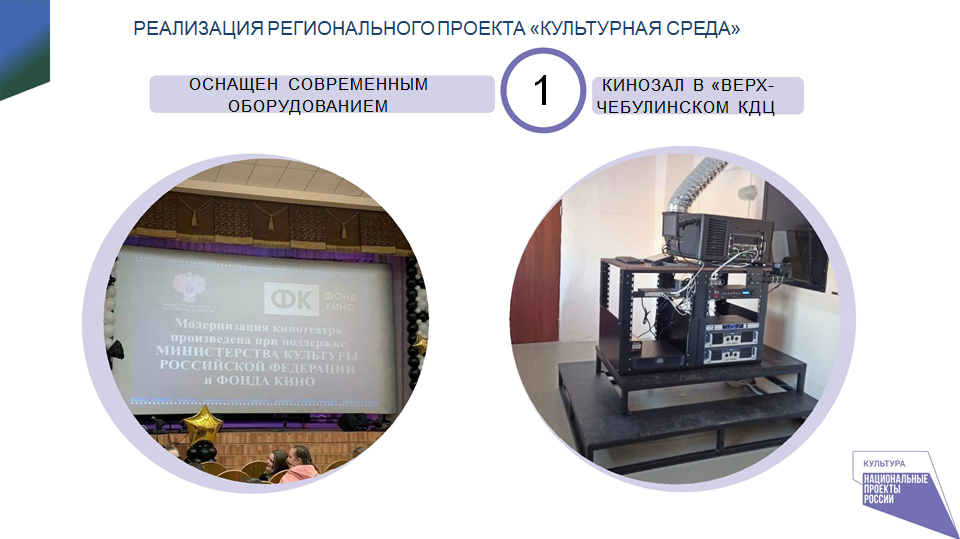 РЕАЛИЗАЦИЯ РЕГИОНАЛЬНОГО ПРОЕКТА «КУЛЬТУРНАЯ СРЕДА»
ОСНАЩЕН СОВРЕМЕННЫМ
ОБОРУДОВАНИЕМ
1
КИНОЗАЛ В «ВЕРХ-
ЧЕБУЛИНСКОМ КДЦ
ФК ФОНД
КИНО
Модернизация кинотеатра
произведена при поддержке
МИНИСТЕРСТВА КУЛЬТУРЫ
РОССИЙСКОЙ ФЕДЕРАЦИИ
и ФОНДА КИНО
КУЛЬТУРА
НАЦИОНАЛЬНЫЕ
ПРОЕКТЫ
РОССИИ